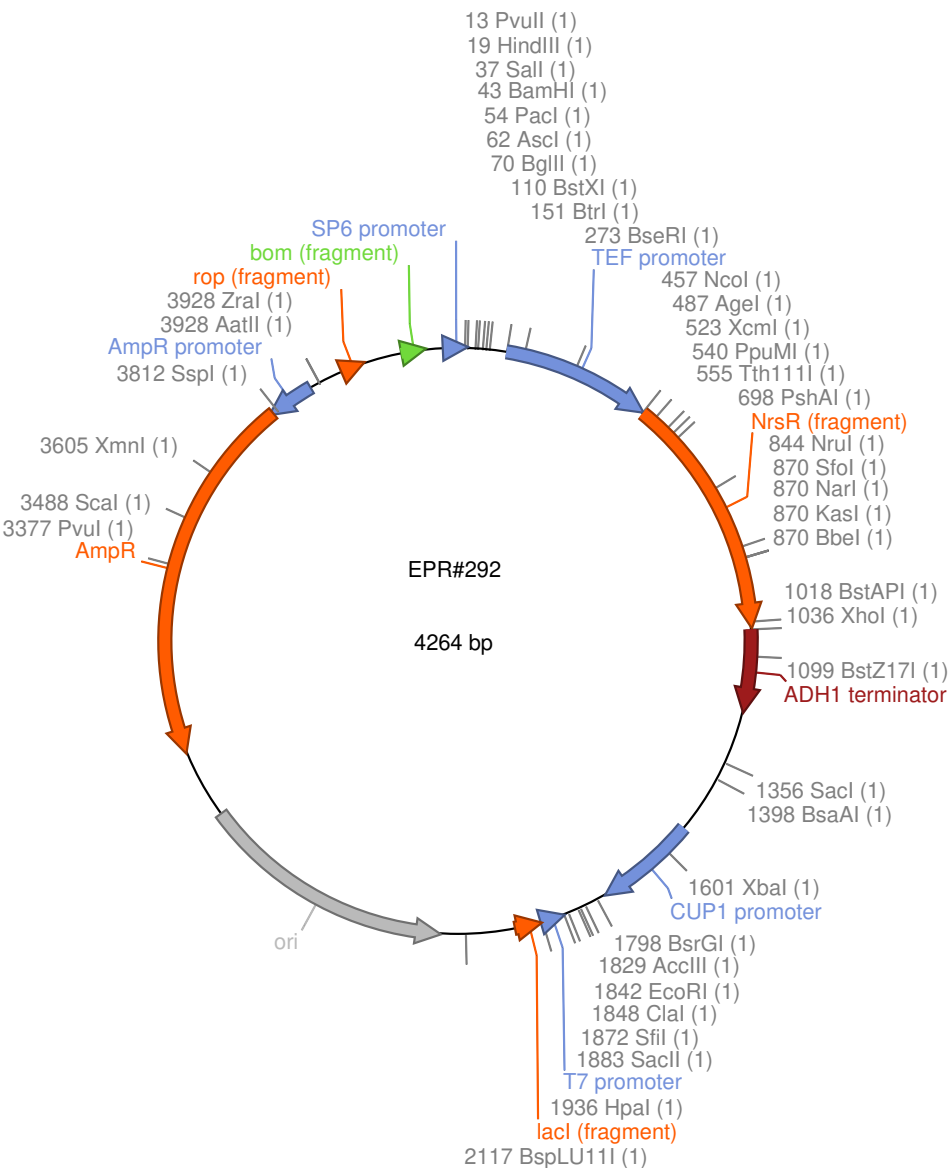 13 PvuII (1)
19 HindIII (1)
37 SalI (1)
43 BamHI (1)
54 PacI (1)
62 AscI (1)
70 BglII (1)
110 BstXI (1)
151 BtrI (1)
273 BseRI (1)
TEF promoter
457 NcoI (1)
487 AgeI (1)
523 XcmI (1)
540 PpuMI (1)
555 Tth111I (1)
698 PshAI (1)
NrsR (fragment)
844 NruI (1)
870 SfoI (1)
870 NarI (1)
870 KasI (1)
870 BbeI (1)
1018 BstAPI (1)
1036 XhoI (1)
1099 BstZ17I (1)
ADH1 terminator
1356 SacI (1)
1398 BsaAI (1)
1601 XbaI (1)
CUP1 promoter
1798 BsrGI (1)
1829 AccIII (1)
1842 EcoRI (1)
1848 ClaI (1)
1872 SfiI (1)
1883 SacII (1)
T7 promoter
1936 HpaI (1)
lacI (fragment)
2117 BspLU11I (1)
ori
AmpR
3377 PvuI (1)
3488 ScaI (1)
3605 XmnI (1)
3812 SspI (1)
AmpR promoter
3928 AatII (1)
3928 ZraI (1)
rop (fragment)
bom (fragment)
SP6 promoter
EPR#292
4264 bp